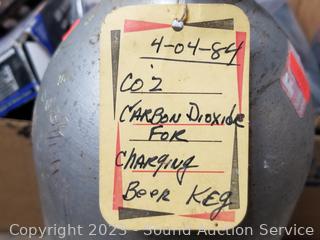 4-04-84
CO2
CARBON DIOXIDE
FOR
CHARGING
BEER KEG
Copyright 2023 - Sound Auction Service